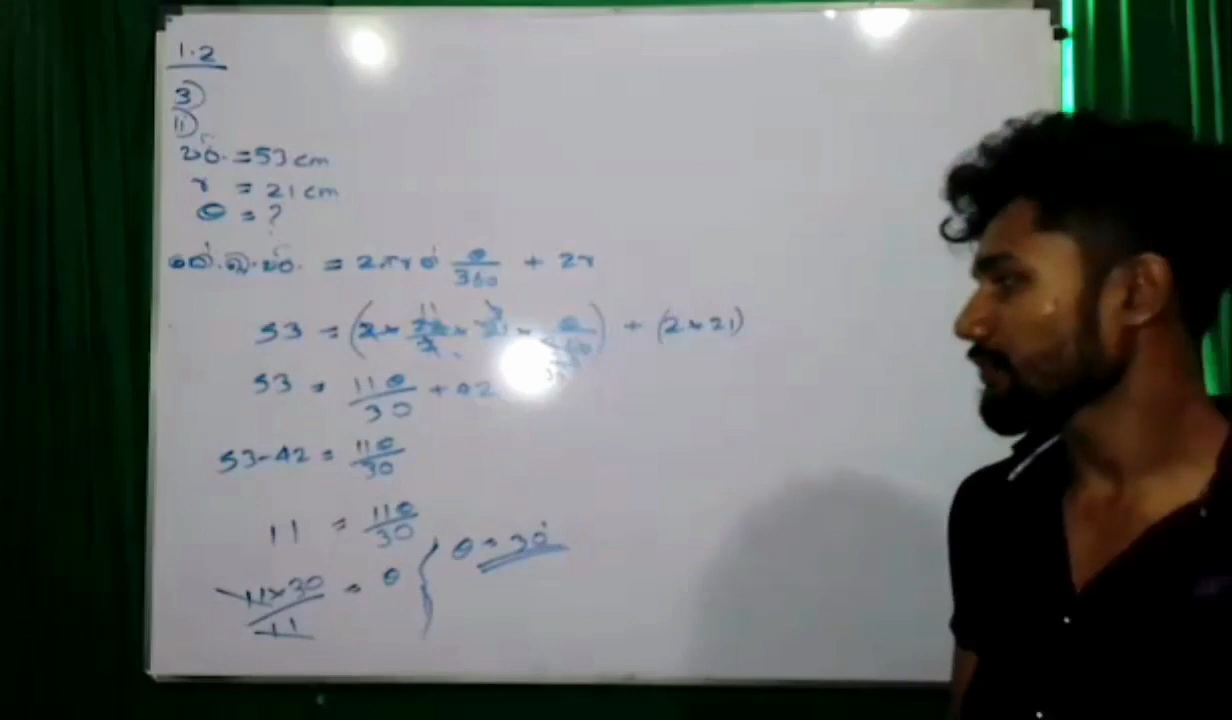 1.2
3
ii
පරි. = 53 cm
r = 21 cm
θ = ?
කේ.ඛ.පරි. = 2πr × θ/360 + 2r
53 = (2 × 22/7 × 21 × θ/360) + (2 × 21)
53 = 11θ/30 + 42
53-42 = 11θ/30
11 = 11θ/30
11×30/11 = θ
θ = 30°